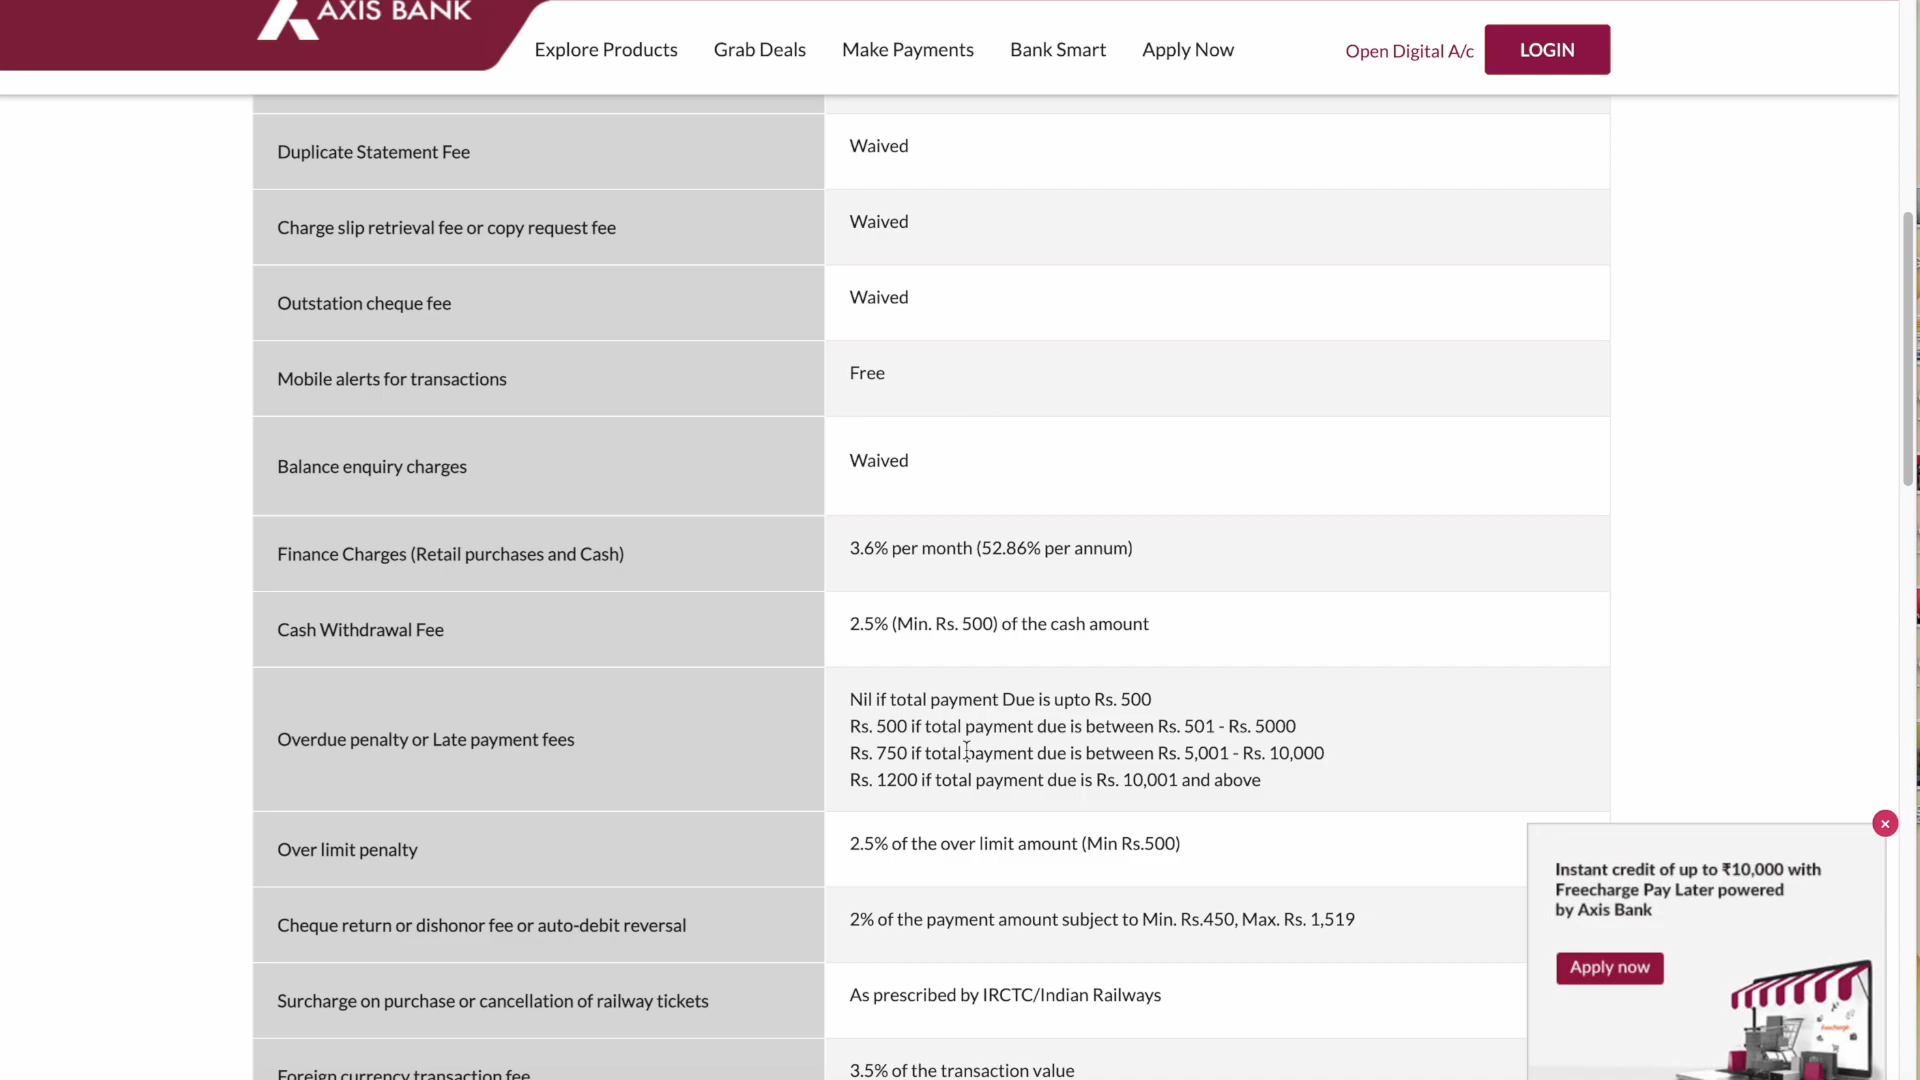 AXIS BANK
Explore Products
Grab Deals
Make Payments
Bank Smart
Apply Now
Open Digital A/c
LOGIN
Duplicate Statement Fee
Waived
Charge slip retrieval fee or copy request fee
Waived
Outstation cheque fee
Waived
Mobile alerts for transactions
Free
Balance enquiry charges
Waived
Finance Charges (Retail purchases and Cash)
3.6% per month (52.86% per annum)
Cash Withdrawal Fee
2.5% (Min. Rs. 500) of the cash amount
Overdue penalty or Late payment fees
Nil if total payment Due is upto Rs. 500
Rs. 500 if total payment due is between Rs. 501 - Rs. 5000
Rs. 750 if total payment due is between Rs. 5,001 - Rs. 10,000
Rs. 1200 if total payment due is Rs. 10,001 and above
Over limit penalty
2.5% of the over limit amount (Min Rs.500)
Cheque return or dishonor fee or auto-debit reversal
2% of the payment amount subject to Min. Rs.450, Max. Rs. 1,519
Surcharge on purchase or cancellation of railway tickets
As prescribed by IRCTC/Indian Railways
Foreign currency transaction fee
3.5% of the transaction value
Instant credit of up to ₹10,000 with
Freecharge Pay Later powered
by Axis Bank
Apply now
freecharge